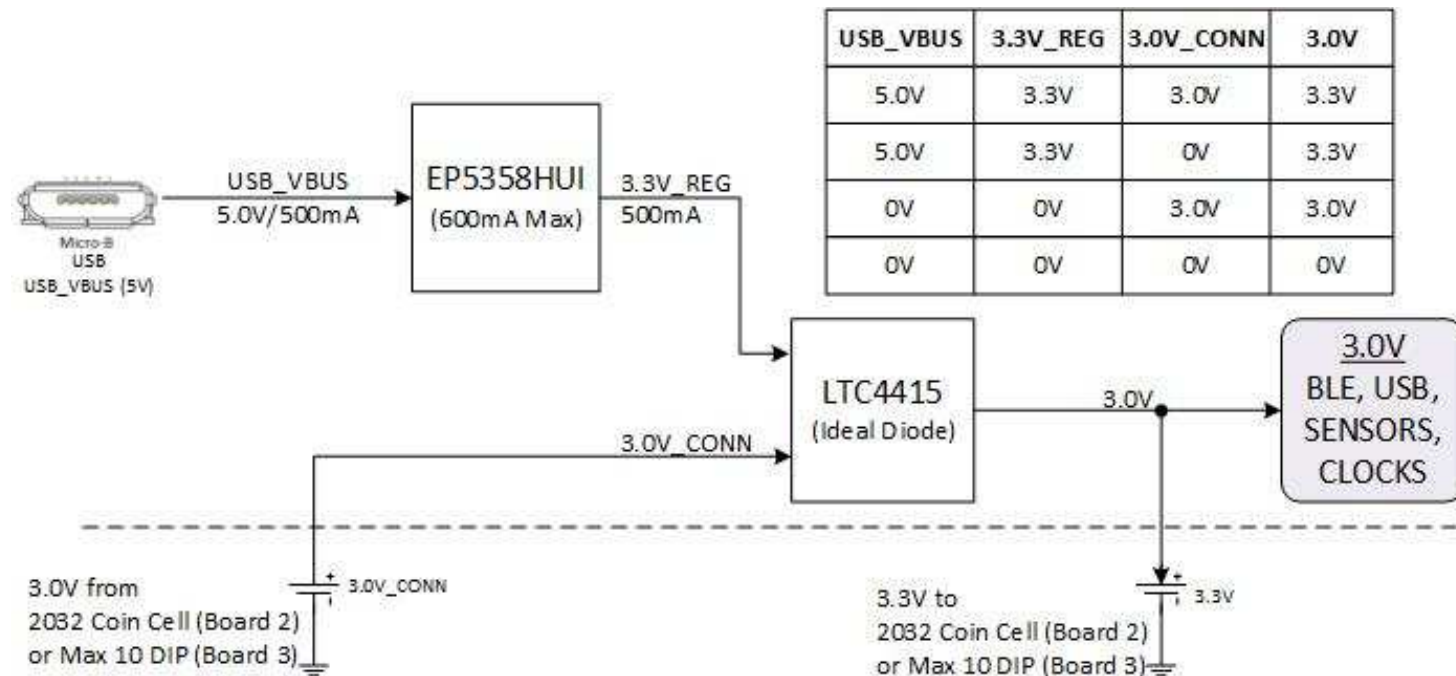 USB_VBUS 3.3V_REG 3.0V_CONN 3.0V
5.0V 3.3V 3.0V 3.3V
5.0V 3.3V 0V 3.3V
0V 0V 3.0V 3.0V
0V 0V 0V 0V
Micro-B
USB
USB_VBUS (5V)
USB_VBUS
5.0V/500mA
EP5358HUI
(600mA Max)
3.3V_REG
500mA
LTC4415
(Ideal Diode)
3.0V_CONN
3.0V
3.0V
BLE, USB,
SENSORS,
CLOCKS
3.0V from
2032 Coin Cell (Board 2)
or Max 10 DIP (Board 3)
+
-
3.0V_CONN
3.3V to
2032 Coin Cell (Board 2)
or Max 10 DIP (Board 3)
+
-
3.3V